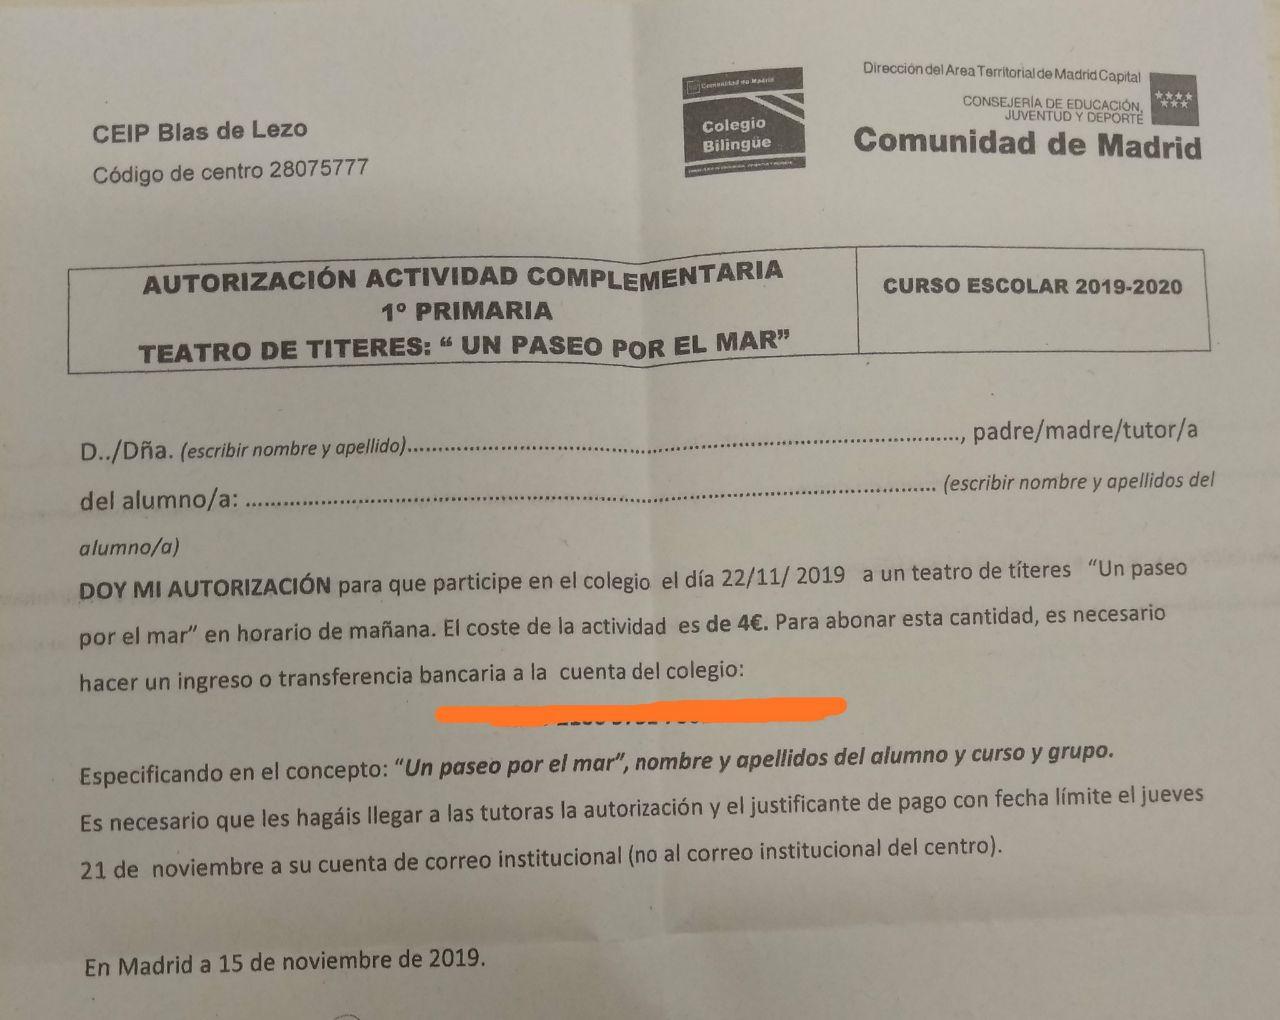 CEIP Blas de Lezo
Código de centro 28075777
Comunidad de Madrid
Colegio
Bilingüe
Dirección del Area Territorial de Madrid Capital
CONSEJERÍA DE EDUCACIÓN,
JUVENTUD Y DEPORTE
Comunidad de Madrid
AUTORIZACIÓN ACTIVIDAD COMPLEMENTARIA
1º PRIMARIA
TEATRO DE TITERES: “ UN PASEO POR EL MAR”
CURSO ESCOLAR 2019-2020
D../Dña. (escribir nombre y apellido)................................................................................................, padre/madre/tutor/a
del alumno/a: ........................................................................................................................ (escribir nombre y apellidos del
alumno/a)
DOY MI AUTORIZACIÓN para que participe en el colegio el día 22/11/ 2019 a un teatro de títeres “Un paseo
por el mar” en horario de mañana. El coste de la actividad es de 4€. Para abonar esta cantidad, es necesario
hacer un ingreso o transferencia bancaria a la cuenta del colegio:
Especificando en el concepto: “Un paseo por el mar”, nombre y apellidos del alumno y curso y grupo.
Es necesario que les hagáis llegar a las tutoras la autorización y el justificante de pago con fecha límite el jueves
21 de noviembre a su cuenta de correo institucional (no al correo institucional del centro).
En Madrid a 15 de noviembre de 2019.